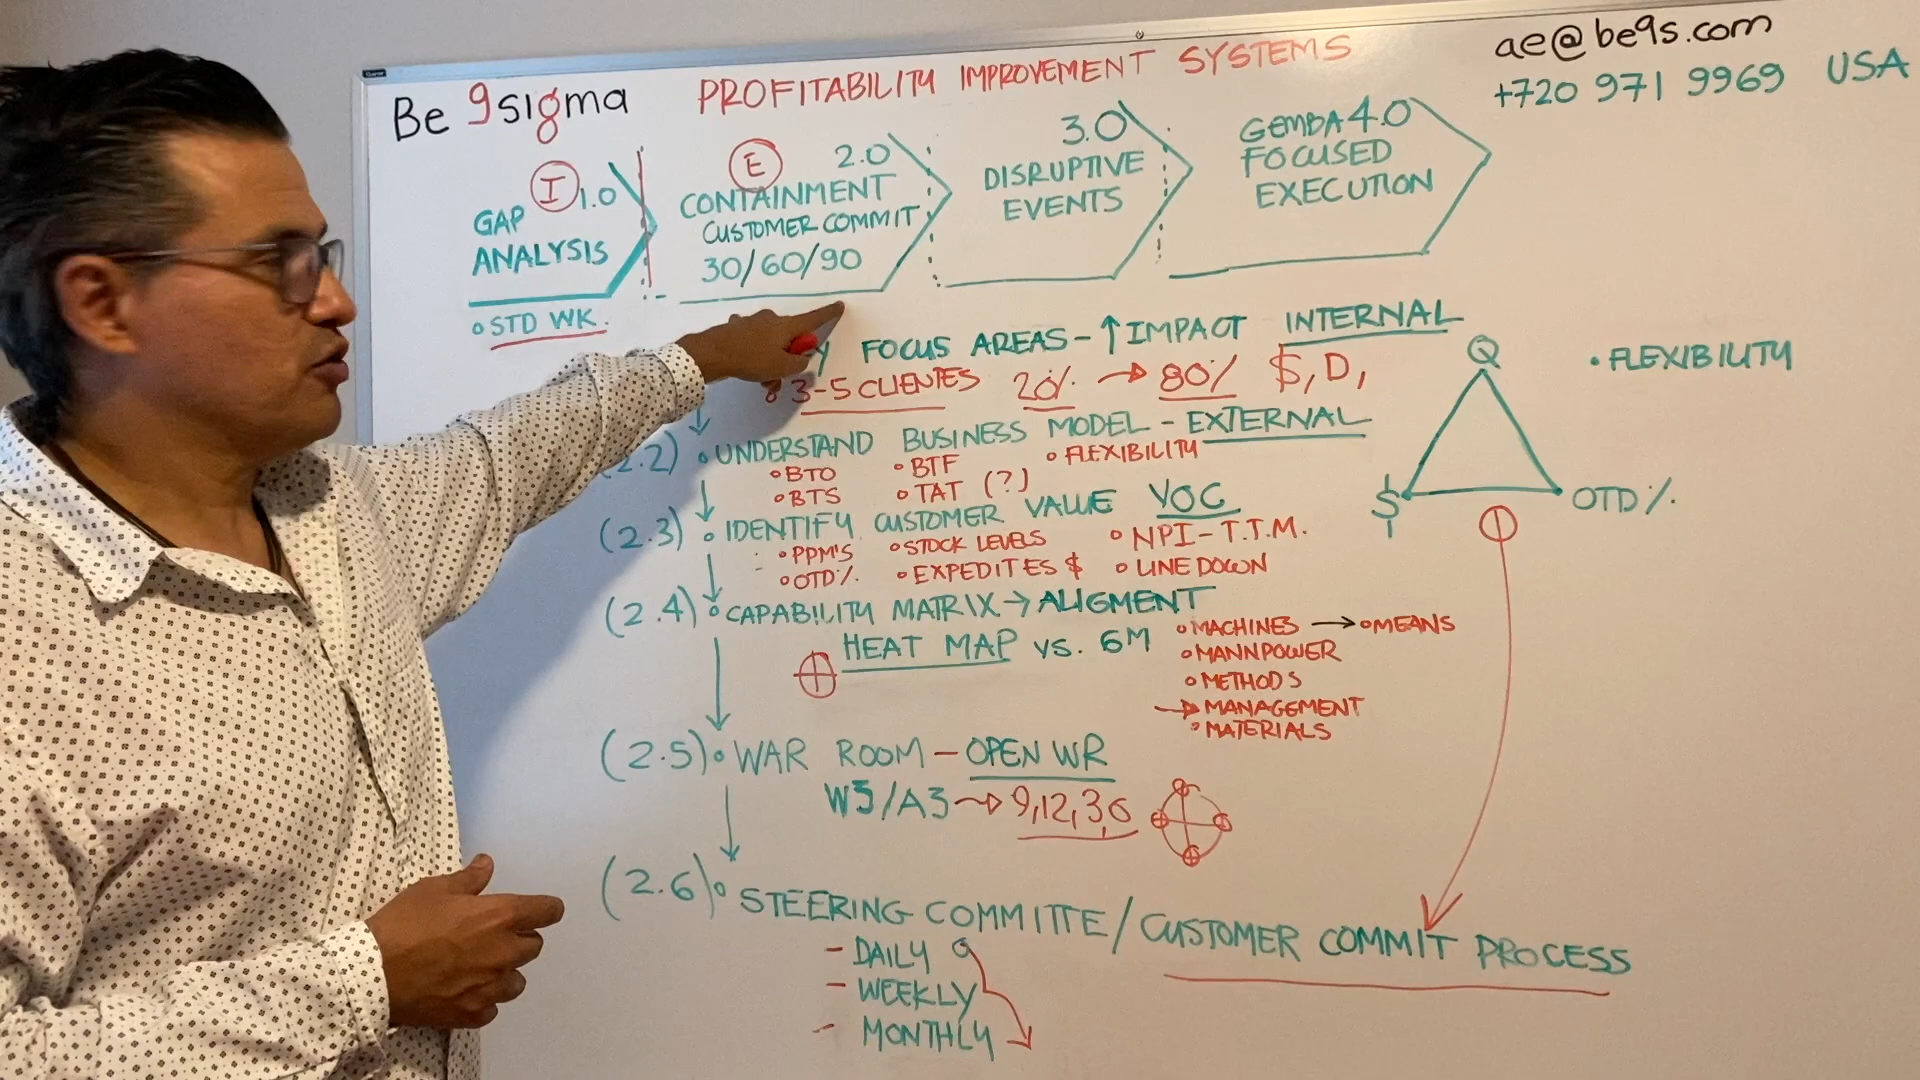 Be 9sigma
PROFITABILITY IMPROVEMENT SYSTEMS
ae@be9s.com
+720 971 9969 USA
I 1.0
GAP
ANALYSIS
STD WK.
E 2.0
CONTAINMENT
CUSTOMER COMMIT
30/60/90
3.0
DISRUPTIVE
EVENTS
GEMBA 4.0
FOCUSED
EXECUTION
FOCUS AREAS - ↑ IMPACT INTERNAL
3-5 CLIENTES 20% → 80% $, D,
(2.2) UNDERSTAND BUSINESS MODEL - EXTERNAL
BTO BTF FLEXIBILITY
BTS TAT (?)
(2.3) IDENTIFY CUSTOMER VALUE VOC
PPM'S STOCK LEVELS NPI - T.T.M.
OTD% EXPEDITES $ LINE DOWN
(2.4) CAPABILITY MATRIX → ALIGMENT
HEAT MAP vs. 6M
MACHINES → MEANS
MANNPOWER
METHODS
→ MANAGEMENT
MATERIALS
(2.5) WAR ROOM - OPEN WR
W3/A3 → 9,12,3,6
(2.6) STEERING COMMITTE / CUSTOMER COMMIT PROCESS
- DAILY
- WEEKLY
- MONTHLY
Q
$ OTD%.
• FLEXIBILITY